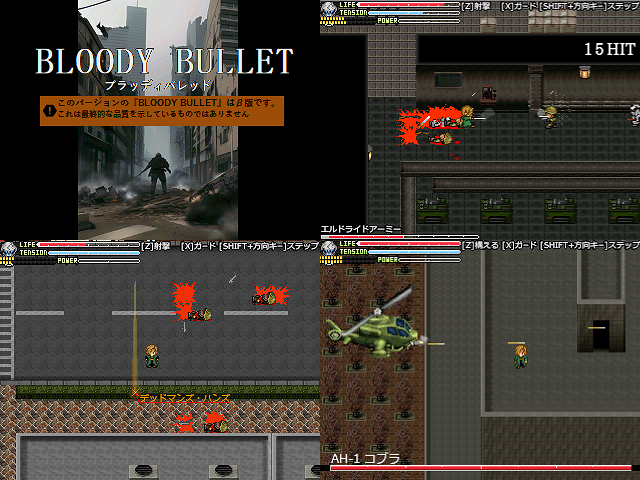 BLOODY BULLET
ブラッディバレット
このバージョンの『BLOODY BULLET』はβ版です。
これは最終的な品質を示しているものではありません
LIFE
[Z]射撃 [X]ガード [SHIFT+方向キー]ステップ
TENSION
POWER
15HIT
エルドライドアーミー
LIFE
[Z]射撃 [X]ガード [SHIFT+方向キー]ステップ
TENSION
POWER
デッドマンズ・ハンズ
LIFE
[Z]構える [X]ガード [SHIFT+方向キー]ステップ
TENSION
POWER
AH-1 コブラ